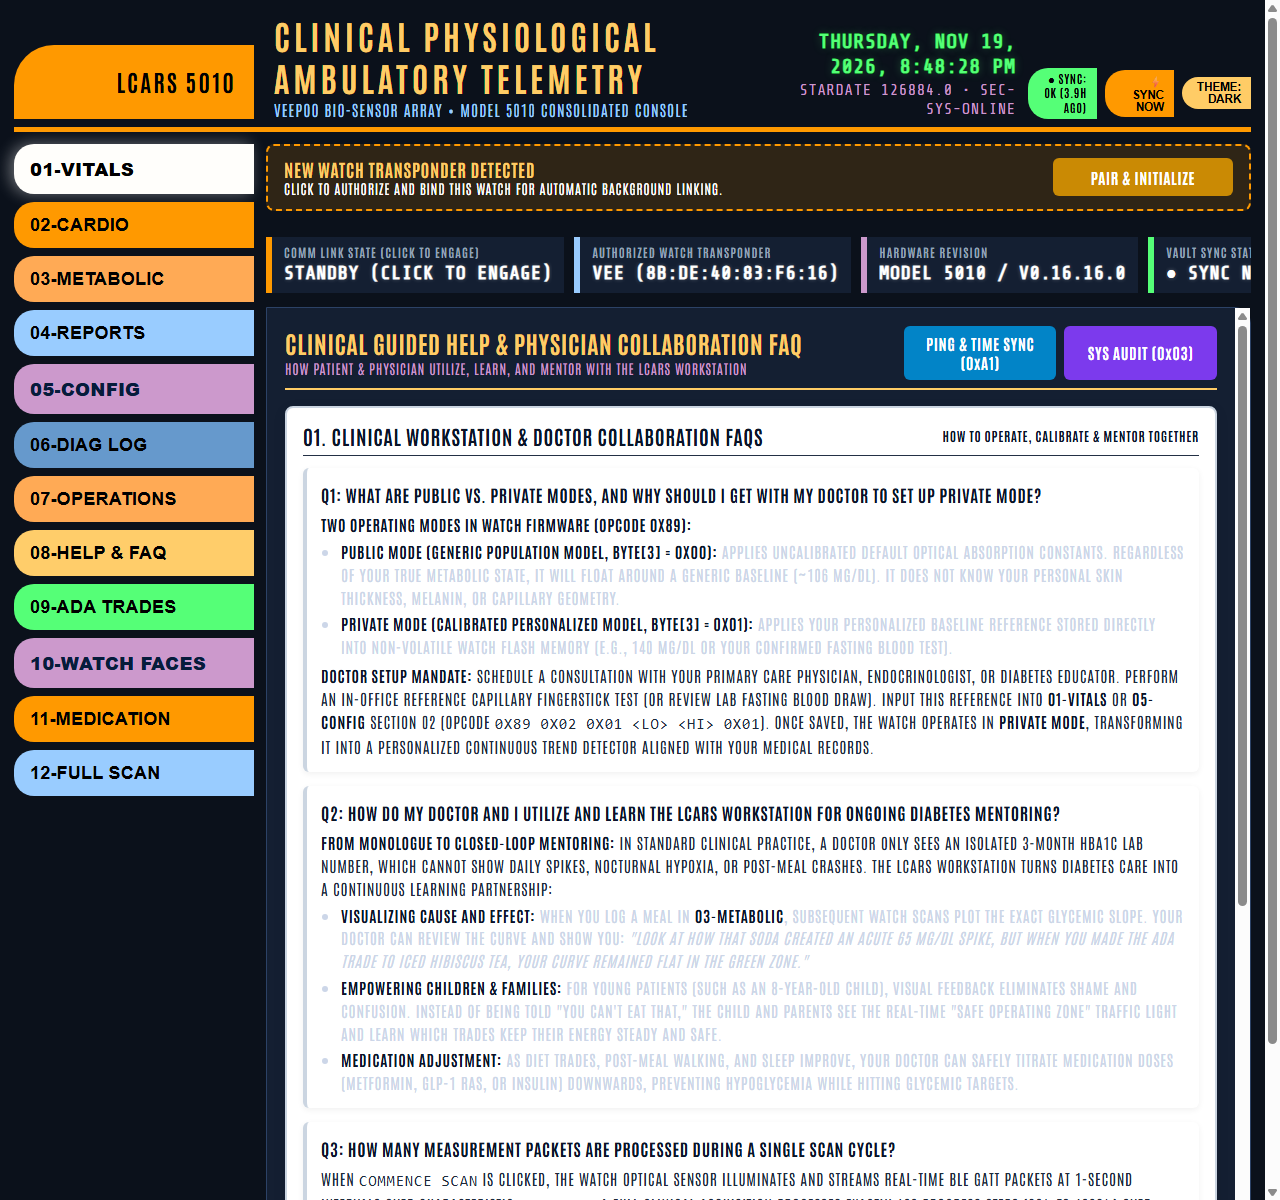 LCARS 5010
CLINICAL PHYSIOLOGICAL
AMBULATORY TELEMETRY
VEEPOO BIO-SENSOR ARRAY • MODEL 5010 CONSOLIDATED CONSOLE
THURSDAY, NOV 19,
2026, 8:48:28 PM
STARDATE 126884.0 · SEC-
SYS-ONLINE
● SYNC:
OK (3.9H
AGO)
SYNC
NOW
THEME:
DARK
01-VITALS
02-CARDIO
03-METABOLIC
04-REPORTS
05-CONFIG
06-DIAG LOG
07-OPERATIONS
08-HELP & FAQ
09-ADA TRADES
10-WATCH FACES
11-MEDICATION
12-FULL SCAN
NEW WATCH TRANSPONDER DETECTED
CLICK TO AUTHORIZE AND BIND THIS WATCH FOR AUTOMATIC BACKGROUND LINKING.
PAIR & INITIALIZE
COMM LINK STATE (CLICK TO ENGAGE)
STANDBY (CLICK TO ENGAGE)
AUTHORIZED WATCH TRANSPONDER
VEE (8B:DE:40:83:F6:16)
HARDWARE REVISION
MODEL 5010 / V0.16.16.0
VAULT SYNC STAT
● SYNC N
CLINICAL GUIDED HELP & PHYSICIAN COLLABORATION FAQ
HOW PATIENT & PHYSICIAN UTILIZE, LEARN, AND MENTOR WITH THE LCARS WORKSTATION
PING & TIME SYNC
(0xA1)
SYS AUDIT (0x03)
01. CLINICAL WORKSTATION & DOCTOR COLLABORATION FAQS
HOW TO OPERATE, CALIBRATE & MENTOR TOGETHER
Q1: WHAT ARE PUBLIC VS. PRIVATE MODES, AND WHY SHOULD I GET WITH MY DOCTOR TO SET UP PRIVATE MODE?
TWO OPERATING MODES IN WATCH FIRMWARE (OPCODE 0X89):
• PUBLIC MODE (GENERIC POPULATION MODEL, BYTE[3] = 0X00): APPLIES UNCALIBRATED DEFAULT OPTICAL ABSORPTION CONSTANTS. REGARDLESS
OF YOUR TRUE METABOLIC STATE, IT WILL FLOAT AROUND A GENERIC BASELINE (~106 MG/DL). IT DOES NOT KNOW YOUR PERSONAL SKIN
THICKNESS, MELANIN, OR CAPILLARY GEOMETRY.
• PRIVATE MODE (CALIBRATED PERSONALIZED MODEL, BYTE[3] = 0X01): APPLIES YOUR PERSONALIZED BASELINE REFERENCE STORED DIRECTLY
INTO NON-VOLATILE WATCH FLASH MEMORY (E.G., 140 MG/DL OR YOUR CONFIRMED FASTING BLOOD TEST).
DOCTOR SETUP MANDATE: SCHEDULE A CONSULTATION WITH YOUR PRIMARY CARE PHYSICIAN, ENDOCRINOLOGIST, OR DIABETES EDUCATOR. PERFORM
AN IN-OFFICE REFERENCE CAPILLARY FINGERSTICK TEST (OR REVIEW LAB FASTING BLOOD DRAW). INPUT THIS REFERENCE INTO 01-VITALS OR 05-
CONFIG SECTION 02 (OPCODE 0X89 0X02 0X01 <LO> <HI> 0X01). ONCE SAVED, THE WATCH OPERATES IN PRIVATE MODE, TRANSFORMING
IT INTO A PERSONALIZED CONTINUOUS TREND DETECTOR ALIGNED WITH YOUR MEDICAL RECORDS.
Q2: HOW DO MY DOCTOR AND I UTILIZE AND LEARN THE LCARS WORKSTATION FOR ONGOING DIABETES MENTORING?
FROM MONOLOGUE TO CLOSED-LOOP MENTORING: IN STANDARD CLINICAL PRACTICE, A DOCTOR ONLY SEES AN ISOLATED 3-MONTH HBA1C LAB
NUMBER, WHICH CANNOT SHOW DAILY SPIKES, NOCTURNAL HYPOXIA, OR POST-MEAL CRASHES. THE LCARS WORKSTATION TURNS DIABETES CARE INTO
A CONTINUOUS LEARNING PARTNERSHIP:
• VISUALIZING CAUSE AND EFFECT: WHEN YOU LOG A MEAL IN 03-METABOLIC, SUBSEQUENT WATCH SCANS PLOT THE EXACT GLYCEMIC SLOPE. YOUR
DOCTOR CAN REVIEW THE CURVE AND SHOW YOU: "LOOK AT HOW THAT SODA CREATED AN ACUTE 65 MG/DL SPIKE, BUT WHEN YOU MADE THE ADA
TRADE TO ICED HIBISCUS TEA, YOUR CURVE REMAINED FLAT IN THE GREEN ZONE."
• EMPOWERING CHILDREN & FAMILIES: FOR YOUNG PATIENTS (SUCH AS AN 8-YEAR-OLD CHILD), VISUAL FEEDBACK ELIMINATES SHAME AND
CONFUSION. INSTEAD OF BEING TOLD "YOU CAN'T EAT THAT," THE CHILD AND PARENTS SEE THE REAL-TIME "SAFE OPERATING ZONE" TRAFFIC LIGHT
AND LEARN WHICH TRADES KEEP THEIR ENERGY STEADY AND SAFE.
• MEDICATION ADJUSTMENT: AS DIET TRADES, POST-MEAL WALKING, AND SLEEP IMPROVE, YOUR DOCTOR CAN SAFELY TITRATE MEDICATION DOSES
(METFORMIN, GLP-1 RAS, OR INSULIN) DOWNWARDS, PREVENTING HYPOGLYCEMIA WHILE HITTING GLYCEMIC TARGETS.
Q3: HOW MANY MEASUREMENT PACKETS ARE PROCESSED DURING A SINGLE SCAN CYCLE?
WHEN COMMENCE SCAN IS CLICKED, THE WATCH OPTICAL SENSOR ILLUMINATES AND STREAMS REAL-TIME BLE GATT PACKETS AT 1-SECOND